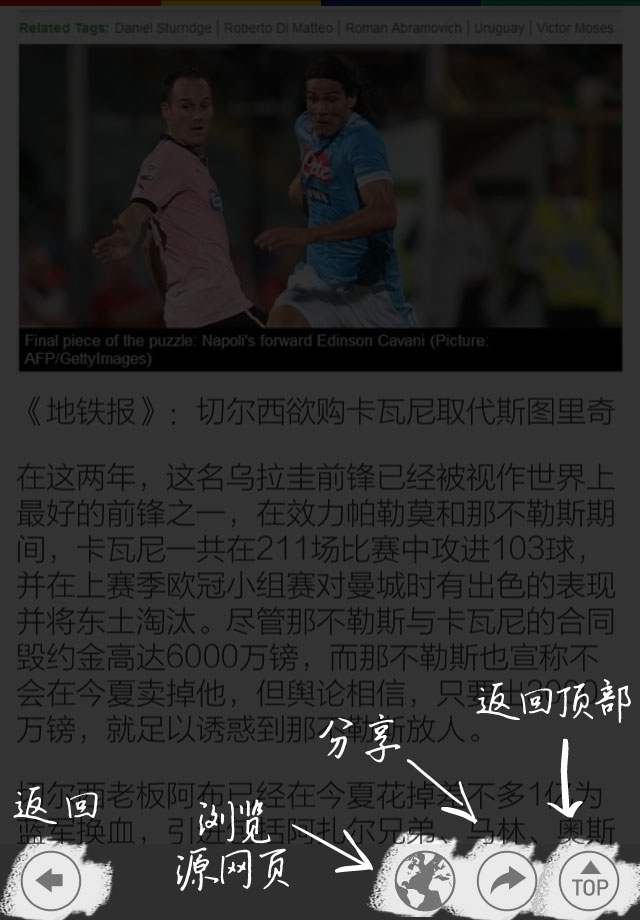 Related Tags: Daniel Sturridge | Roberto Di Matteo | Roman Abramovich | Uruguay | Victor Moses
Final piece of the puzzle: Napoli's forward Edinson Cavani (Picture:
AFP/GettyImages)
《地铁报》：切尔西欲购卡瓦尼取代斯图里奇
在这两年，这名乌拉圭前锋已经被视作世界上
最好的前锋之一，在效力帕勒莫和那不勒斯期
间，卡瓦尼一共在211场比赛中攻进103球，
并在上赛季欧冠小组赛对曼城时有出色的表现
并将东土淘汰。尽管那不勒斯与卡瓦尼的合同
毁约金高达6000万镑，而那不勒斯也宣称不
会在今夏卖掉他，但舆论相信，只要
返回顶部
万镑，就足以诱惑到那不勒斯放人。
分享
切尔西老板阿布已经在今夏花掉差不多1亿为
返回
浏览
蓝军换血，引进包括阿扎尔兄弟、马林、奥斯
源网页
TOP